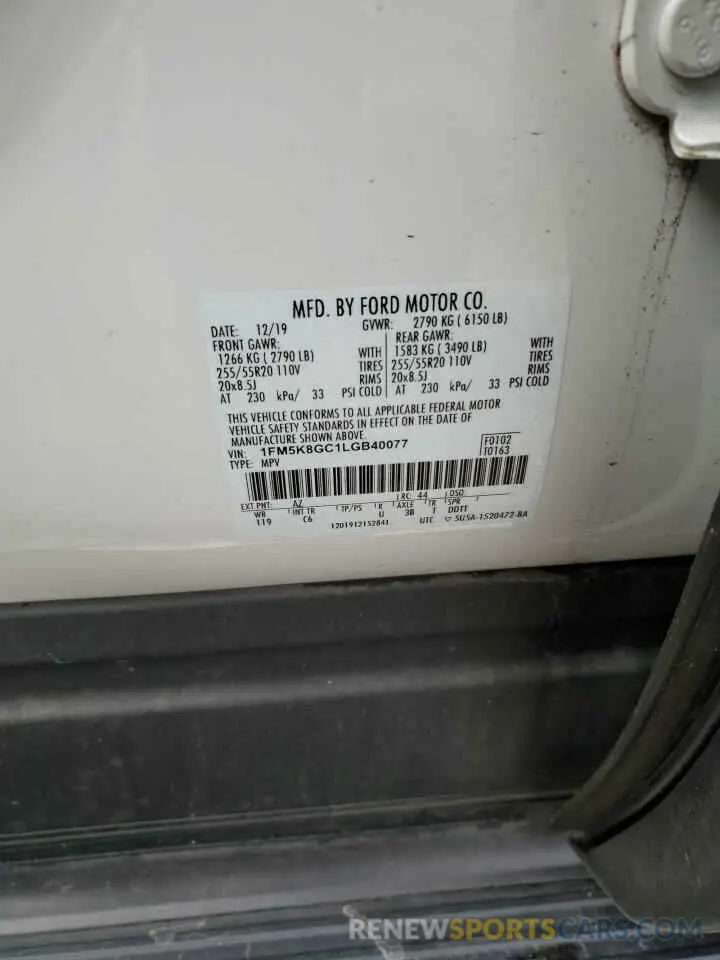 MFD. BY FORD MOTOR CO.
DATE: 12/19 GVWR: 2790 KG ( 6150 LB)
FRONT GAWR: REAR GAWR:
1266 KG ( 2790 LB) WITH 1583 KG ( 3490 LB) WITH
255/55R20 110V TIRES 255/55R20 110V TIRES
20x8.5J RIMS 20x8.5J RIMS
AT 230 kPa/ 33 PSI COLD AT 230 kPa/ 33 PSI COLD
THIS VEHICLE CONFORMS TO ALL APPLICABLE FEDERAL MOTOR
VEHICLE SAFETY STANDARDS IN EFFECT ON THE DATE OF
MANUFACTURE SHOWN ABOVE.
VIN: 1FM5K8GC1LGB40077 F0102
TYPE: MPV T0163
EXT PNT: AZ RC: 44 DSO:
WB INT TR TP/PS R AXLE TR SPR
119 C6 U 3B T DDTT
1201912152841 UTC 5U5A-1520472-BA
RENEWSPORTSCARS.COM